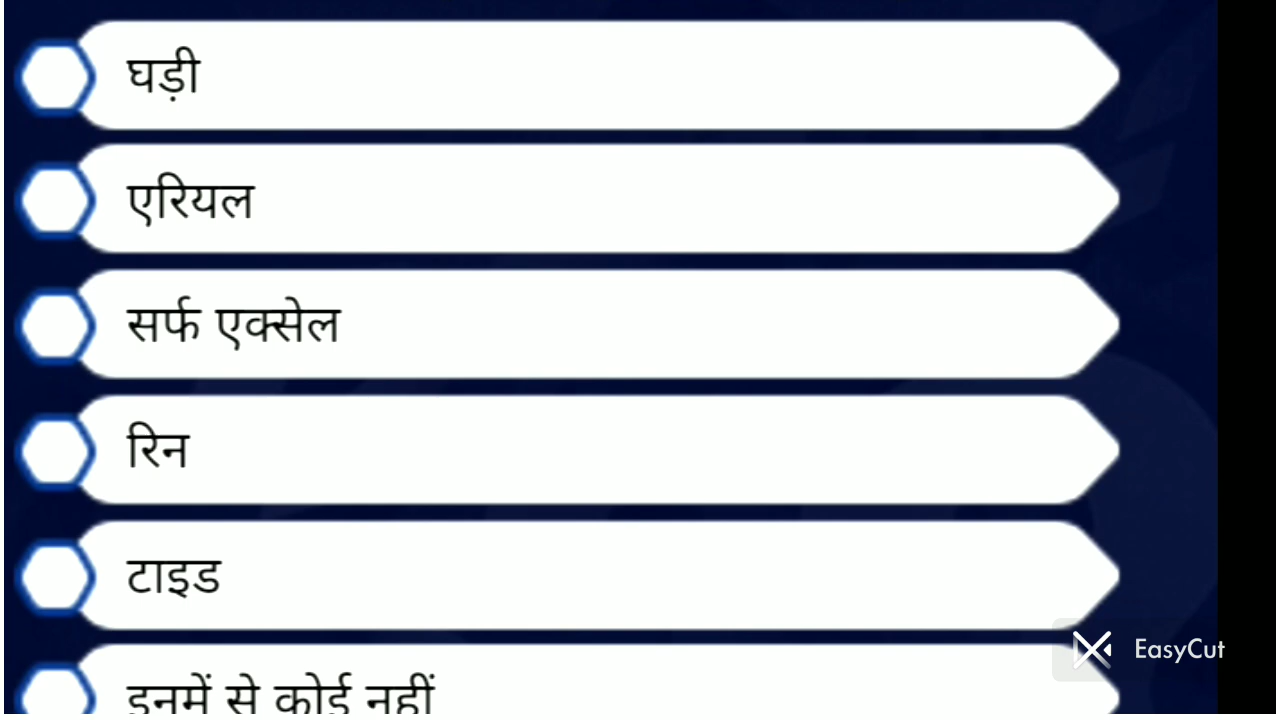 घड़ी
एरियल
सर्फ एक्सेल
रिन
टाइड
इनमें से कोई नहीं
EasyCut